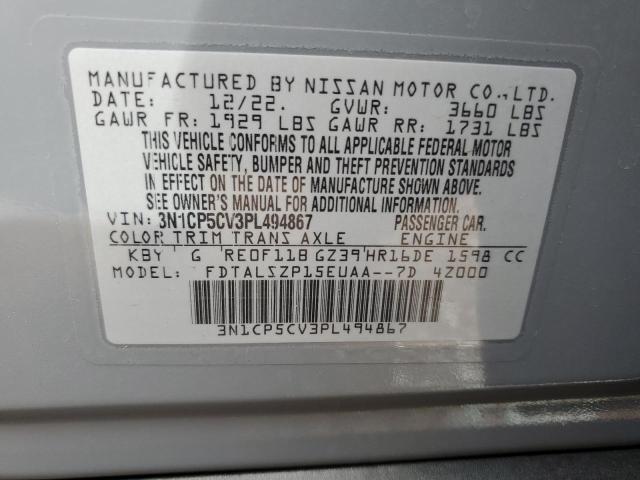 MANUFACTURED BY NISSAN MOTOR CO.,LTD.
DATE: 12/22. GVWR: 3660 LBS
GAWR FR: 1929 LBS GAWR RR: 1731 LBS
THIS VEHICLE CONFORMS TO ALL APPLICABLE FEDERAL MOTOR
VEHICLE SAFETY, BUMPER AND THEFT PREVENTION STANDARDS
IN EFFECT ON THE DATE OF MANUFACTURE SHOWN ABOVE.
SEE OWNER'S MANUAL FOR ADDITIONAL INFORMATION.
VIN: 3N1CP5CV3PL494867 PASSENGER CAR.
COLOR TRIM TRANS AXLE ENGINE
KBY G RE0F11B GZ39 HR16DE 1598 CC
MODEL: FDTALSZP15EUAA--7D 4Z000
3N1CP5CV3PL494867